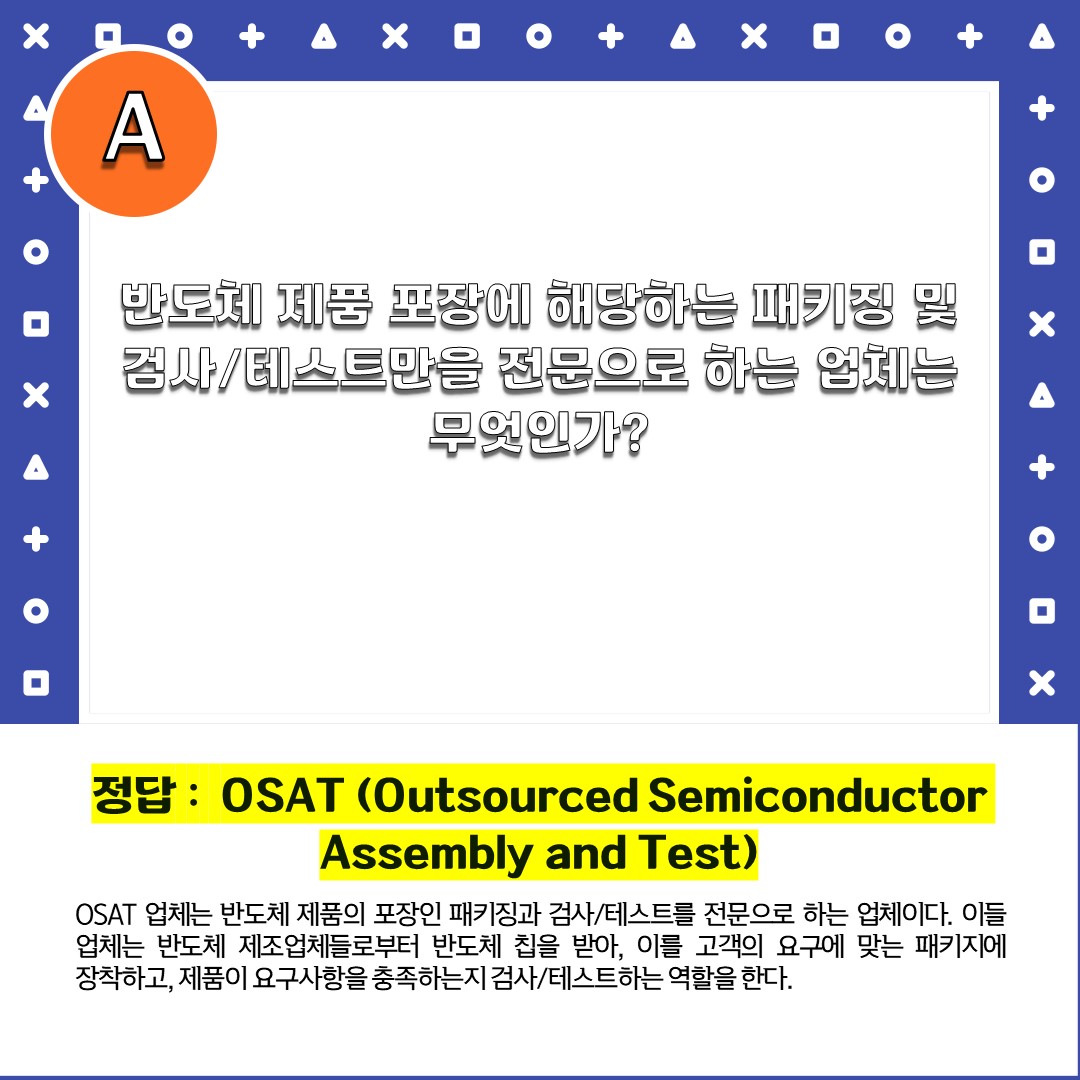 A
반도체 제품 포장에 해당하는 패키징 및
검사/테스트만을 전문으로 하는 업체는
무엇인가?
정답 : OSAT (Outsourced Semiconductor
Assembly and Test)
OSAT 업체는 반도체 제품의 포장인 패키징과 검사/테스트를 전문으로 하는 업체이다. 이들
업체는 반도체 제조업체들로부터 반도체 칩을 받아, 이를 고객의 요구에 맞는 패키지에
장착하고, 제품이 요구사항을 충족하는지 검사/테스트하는 역할을 한다.